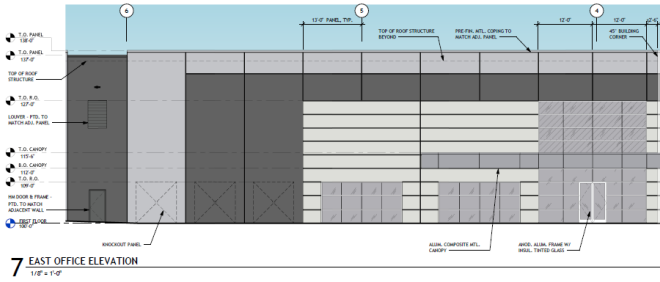 6
5
4
13'-0" PANEL, TYP.
12'-0"
12'-0"
T.O. PANEL
138'-0"
T.O. PANEL
137'-0"
TOP OF ROOF
STRUCTURE
TOP OF ROOF STRUCTURE
BEYOND
PRE-FIN. MTL. COPING TO
MATCH ADJ. PANEL
45° BUILDING
CORNER
T.O. R.O.
127'-0"
LOUVER - PTD. TO
MATCH ADJ. PANEL
T.O. CANOPY
115'-6"
B.O. CANOPY
112'-0"
T.O. R.O.
109'-0"
HM DOOR & FRAME -
PTD. TO MATCH
ADJACENT WALL
FIRST FLOOR
100'-0"
KNOCKOUT PANEL
ALUM. COMPOSITE MTL.
CANOPY
ANOD. ALUM. FRAME W/
INSUL. TINTED GLASS
7 EAST OFFICE ELEVATION
1/8" = 1'-0"